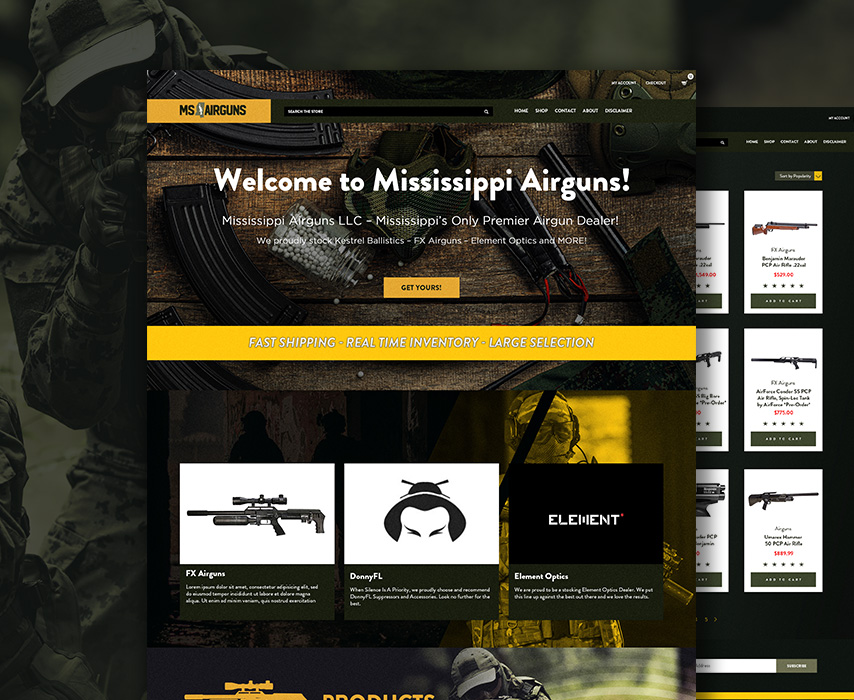 MY ACCOUNT CHECKOUT 0
MS AIRGUNS
SEARCH THE STORE
HOME SHOP CONTACT ABOUT DISCLAIMER
Welcome to Mississippi Airguns!
Mississippi Airguns LLC – Mississippi's Only Premier Airgun Dealer!
We proudly stock Kestrel Ballistics – FX Airguns – Element Optics and MORE!
GET YOURS!
FAST SHIPPING - REAL TIME INVENTORY - LARGE SELECTION
FX Airguns
Lorem ipsum dolor sit amet, consectetur adipisicing elit, sed
do eiusmod tempor incididunt ut labore et dolore magna
aliqua. Ut enim ad minim veniam, quis nostrud exercitation
DonnyFL
When Silence Is A Priority, we proudly choose and recommend
DonnyFL Suppressors and Accessories. Look no further for the
best.
ELEMENT
Element Optics
We are proud to be a stocking Element Optics Dealer. We put
this line up against the best out there and we love the results.
PRODUCTS
MY ACCOUNT
HOME SHOP CONTACT ABOUT DISCLAIMER
Sort by Popularity
FX Airguns
Benjamin Marauder
PCP Air Rifle .22cal
$529.00
ADD TO CART
FX Airguns
AirForce Condor SS PCP
Air Rifle, Spin-Loc Tank
by AirForce *Pre-Order*
$775.00
ADD TO CART
Airguns
Umarex Hammer
50 PCP Air Rifle
$889.99
ADD TO CART
5
SUBSCRIBE